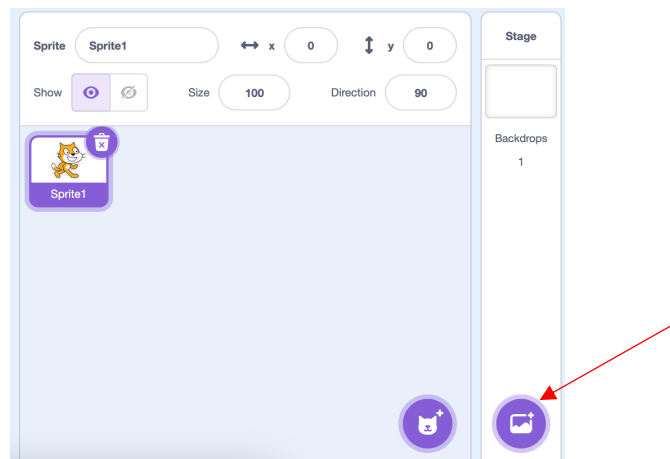 Sprite Sprite1 x 0 y 0
Show Size 100 Direction 90
Sprite1
Stage
Backdrops
1